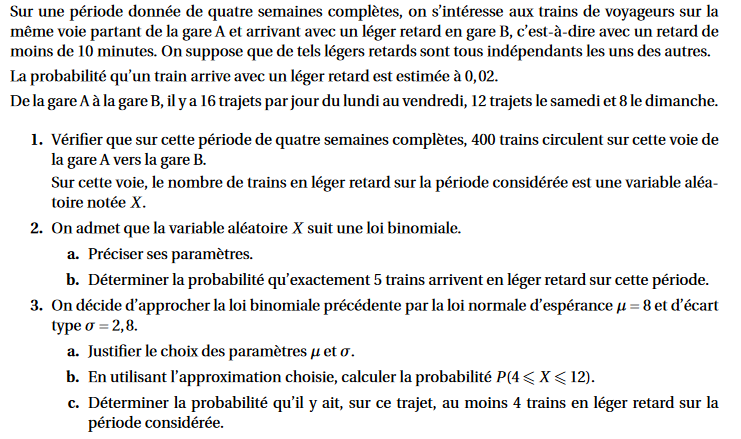 Sur une période donnée de quatre semaines complètes, on s'intéresse aux trains de voyageurs sur la
même voie partant de la gare A et arrivant avec un léger retard en gare B, c'est-à-dire avec un retard de
moins de 10 minutes. On suppose que de tels légers retards sont tous indépendants les uns des autres.
La probabilité qu'un train arrive avec un léger retard est estimée à 0,02.
De la gare A à la gare B, il y a 16 trajets par jour du lundi au vendredi, 12 trajets le samedi et 8 le dimanche.
1. Vérifier que sur cette période de quatre semaines complètes, 400 trains circulent sur cette voie de
la gare A vers la gare B.
Sur cette voie, le nombre de trains en léger retard sur la période considérée est une variable aléa-
toire notée X.
2. On admet que la variable aléatoire X suit une loi binomiale.
a. Préciser ses paramètres.
b. Déterminer la probabilité qu'exactement 5 trains arrivent en léger retard sur cette période.
3. On décide d'approcher la loi binomiale précédente par la loi normale d'espérance μ = 8 et d'écart
type σ = 2,8.
a. Justifier le choix des paramètres μ et σ.
b. En utilisant l'approximation choisie, calculer la probabilité P(4 ⩽ X ⩽ 12).
c. Déterminer la probabilité qu'il y ait, sur ce trajet, au moins 4 trains en léger retard sur la
période considérée.